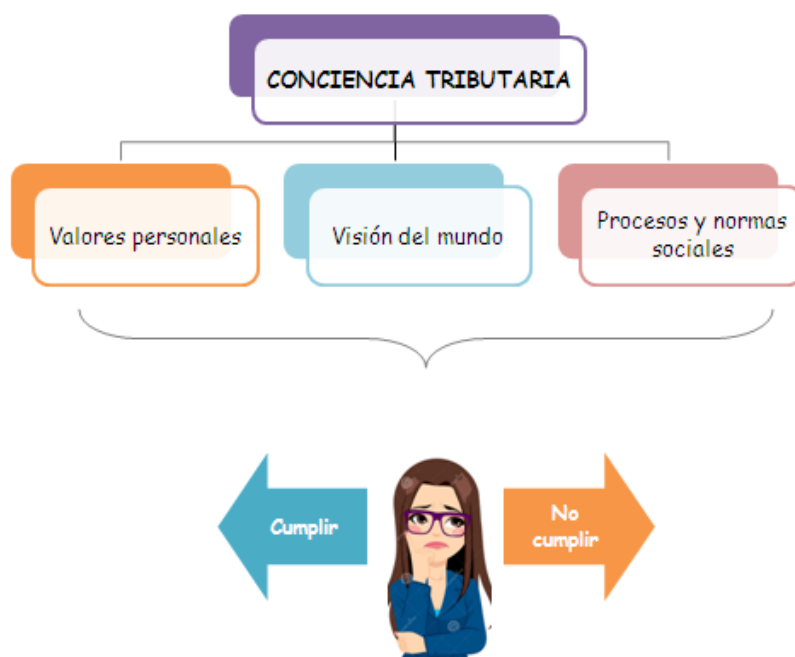 CONCIENCIA TRIBUTARIA
Valores personales
Visión del mundo
Procesos y normas
sociales
Cumplir
No
cumplir